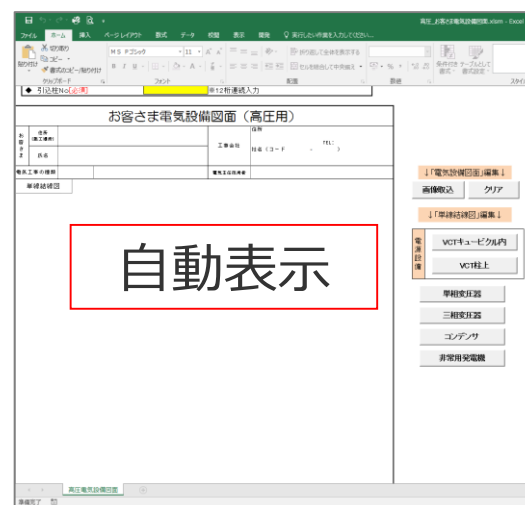 高圧_お客さま電気設備図面.xlsm - Excel
ファイル ホーム 挿入 ページ レイアウト 数式 データ 校閲 表示 開発 実行したい作業を入力してください...
貼り付け 切り取り コピー 書式のコピー/貼り付け
ＭＳ Ｐゴシック 11
折り返して全体を表示する
セルを結合して中央揃え
条件付き書式 テーブルとして書式設定
クリップボード フォント 配置 数値 スタイル
◆ 引込柱No[必須] ※12桁連続入力
お客さま電気設備図面（高圧用）
お客さま
住所
(施工場所)
氏名
工事会社
住所
TEL:
社名（コード - ）
電気工事の種類
電気主任技術者
単線結線図
自動表示
↓「電気設備図面」編集↓
画像取込 クリア
↓「単線結線図」編集↓
電源設備
VCTキュービクル内
VCT柱上
単相変圧器
三相変圧器
コンデンサ
非常用発電機
高圧電気設備図面
準備完了